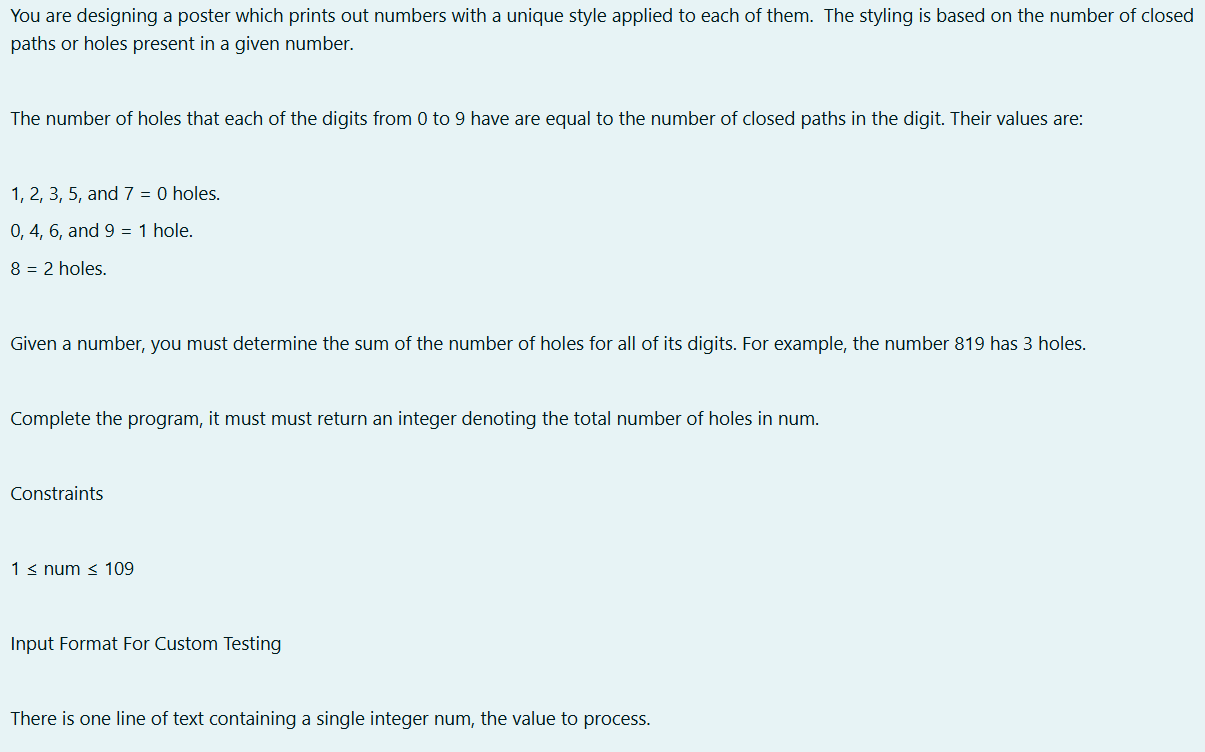 You are designing a poster which prints out numbers with a unique style applied to each of them.  The styling is based on the number of closed
paths or holes present in a given number.
The number of holes that each of the digits from 0 to 9 have are equal to the number of closed paths in the digit. Their values are:
1, 2, 3, 5, and 7 = 0 holes.
0, 4, 6, and 9 = 1 hole.
8 = 2 holes.
Given a number, you must determine the sum of the number of holes for all of its digits. For example, the number 819 has 3 holes.
Complete the program, it must must return an integer denoting the total number of holes in num.
Constraints
1 ≤ num ≤ 109
Input Format For Custom Testing
There is one line of text containing a single integer num, the value to process.